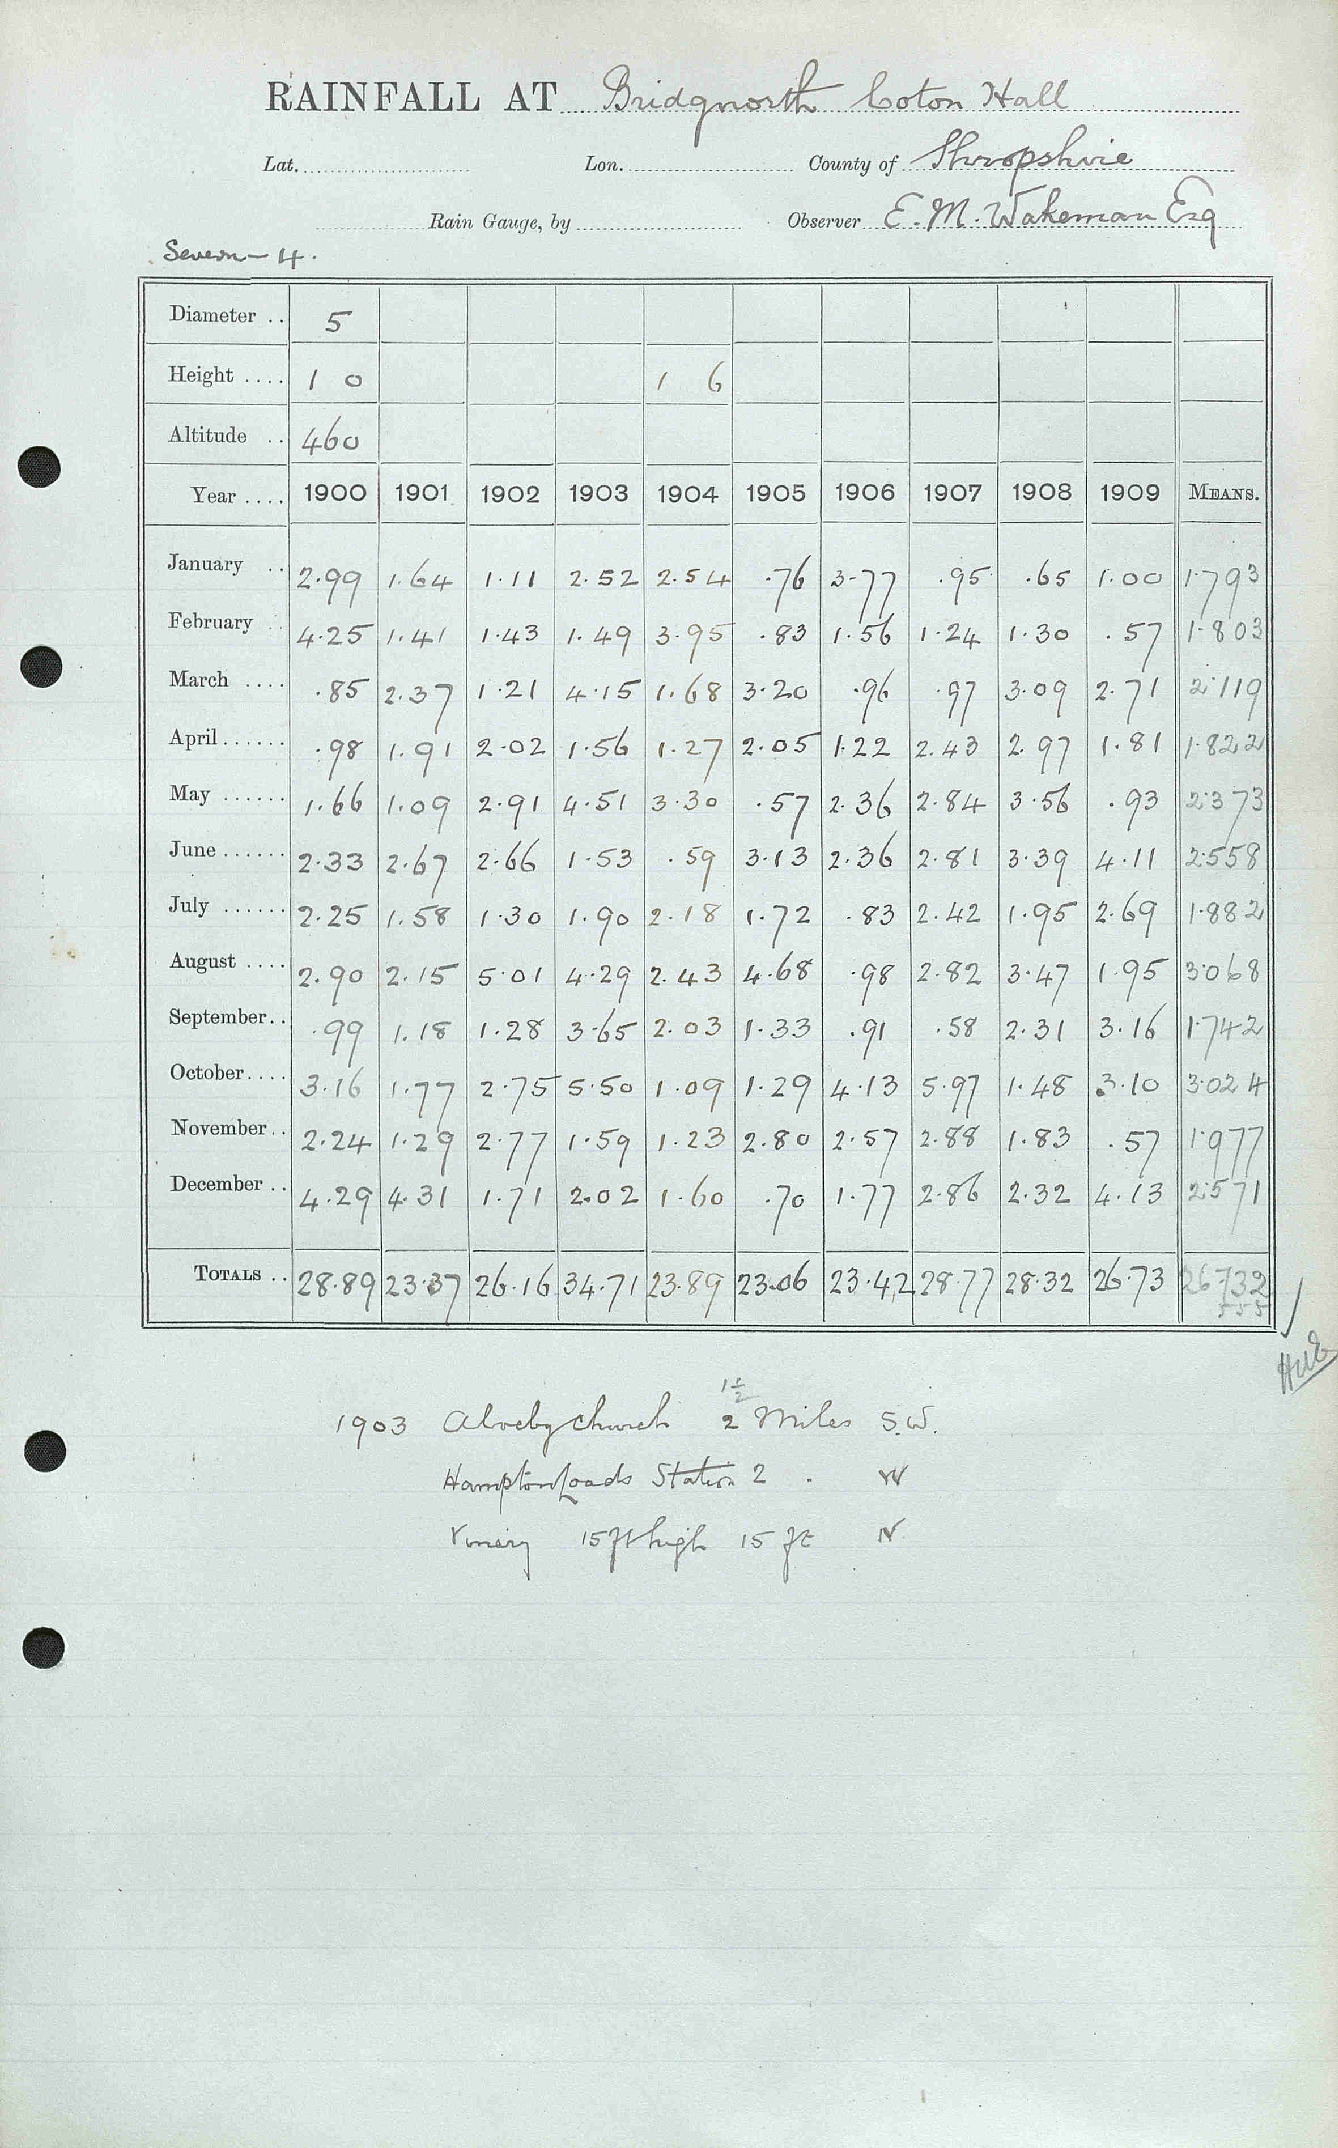 RAINFALL AT Bridgnorth Coton Hall
Lat. Lon. County of Shropshire
Rain Gauge, by Observer E. M. Wakeman Esq
Severn - 4.
Diameter .. 5
Height .... 1 0 1 6
Altitude .. 460
Year .... 1900 1901 1902 1903 1904 1905 1906 1907 1908 1909 MEANS.
January .. 2.99 1.64 1.11 2.52 2.54 .76 3.77 .95 .65 1.00 1.793
February .. 4.25 1.41 1.43 1.49 3.95 .83 1.56 1.24 1.30 .57 1.803
March .... .85 2.37 1.21 4.15 1.68 3.20 .96 .97 3.09 2.71 2.119
April...... .98 1.91 2.02 1.56 1.27 2.05 1.22 2.43 2.97 1.81 1.822
May ...... 1.66 1.09 2.91 4.51 3.30 .57 2.36 2.84 3.56 .93 2.373
June...... 2.33 2.67 2.66 1.53 .59 3.13 2.36 2.81 3.39 4.11 2.558
July ...... 2.25 1.58 1.30 1.90 2.18 1.72 .83 2.42 1.95 2.69 1.882
August .... 2.90 2.15 5.01 4.29 2.43 4.68 .98 2.82 3.47 1.95 3.068
September.. .99 1.18 1.28 3.65 2.03 1.33 .91 .58 2.31 3.16 1.742
October.... 3.16 1.77 2.75 5.50 1.09 1.29 4.13 5.97 1.48 3.10 3.024
November.. 2.24 1.29 2.77 1.59 1.23 2.80 2.57 2.88 1.83 .57 1.977
December .. 4.29 4.31 1.71 2.02 1.60 .70 1.77 2.86 2.32 4.13 2.571
TOTALS .. 28.89 23.37 26.16 34.71 23.89 23.06 23.42 28.77 28.32 26.73 26.732
555
1½
1903 Alveley Church 2 Miles S.W.
Hampton Loads Station 2 . W
Vinery 15 ft high 15 ft N